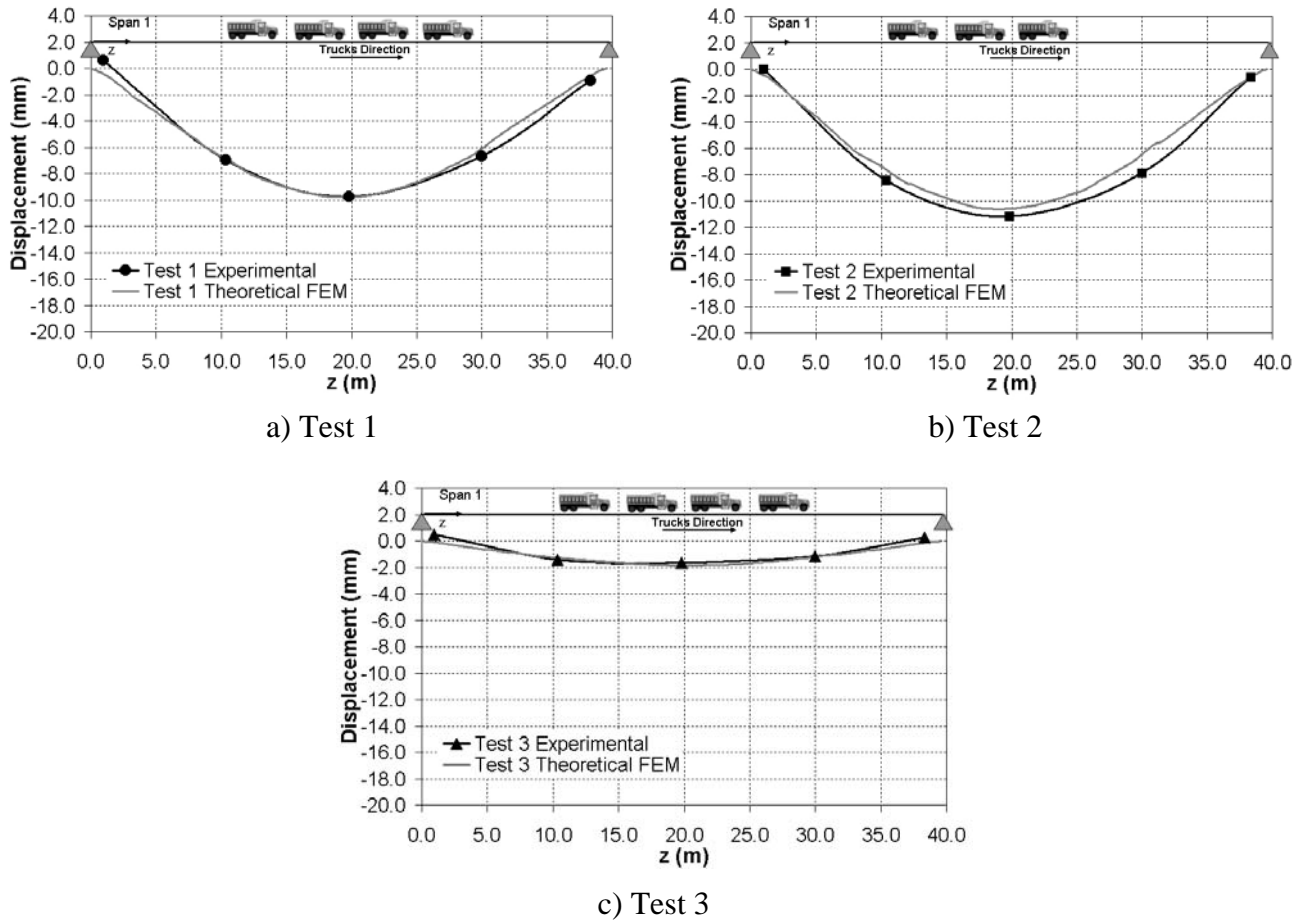 4.0
2.0
0.0
-2.0
-4.0
-6.0
-8.0
-10.0
-12.0
-14.0
-16.0
-18.0
-20.0
Displacement (mm)
Span 1
z
Trucks Direction
Test 1 Experimental
Test 1 Theoretical FEM
0.0 5.0 10.0 15.0 20.0 25.0 30.0 35.0 40.0
z (m)
a) Test 1
4.0
2.0
0.0
-2.0
-4.0
-6.0
-8.0
-10.0
-12.0
-14.0
-16.0
-18.0
-20.0
Displacement (mm)
Span 1
z
Trucks Direction
Test 2 Experimental
Test 2 Theoretical FEM
0.0 5.0 10.0 15.0 20.0 25.0 30.0 35.0 40.0
z (m)
b) Test 2
4.0
2.0
0.0
-2.0
-4.0
-6.0
-8.0
-10.0
-12.0
-14.0
-16.0
-18.0
-20.0
Displacement (mm)
Span 1
z
Trucks Direction
Test 3 Experimental
Test 3 Theoretical FEM
0.0 5.0 10.0 15.0 20.0 25.0 30.0 35.0 40.0
z (m)
c) Test 3